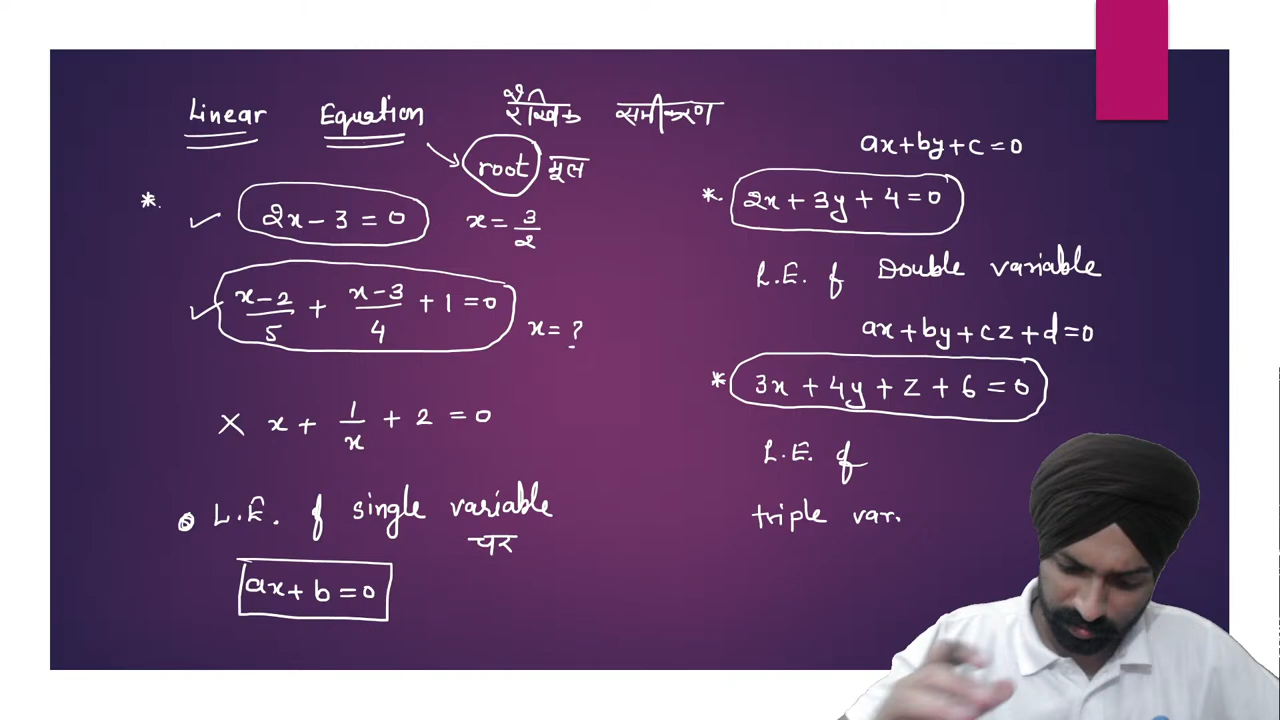 Linear Equation रैखिक समीकरण
root मूल
* 2x - 3 = 0 x = 3/2
(x-2)/5 + (x-3)/4 + 1 = 0
x = ?
× x + 1/x + 2 = 0
L.E. of single variable
चर
ax + b = 0
ax + by + c = 0
* 2x + 3y + 4 = 0
L.E. of Double variable
ax + by + cz + d = 0
* 3x + 4y + z + 6 = 0
L.E. of
triple var.